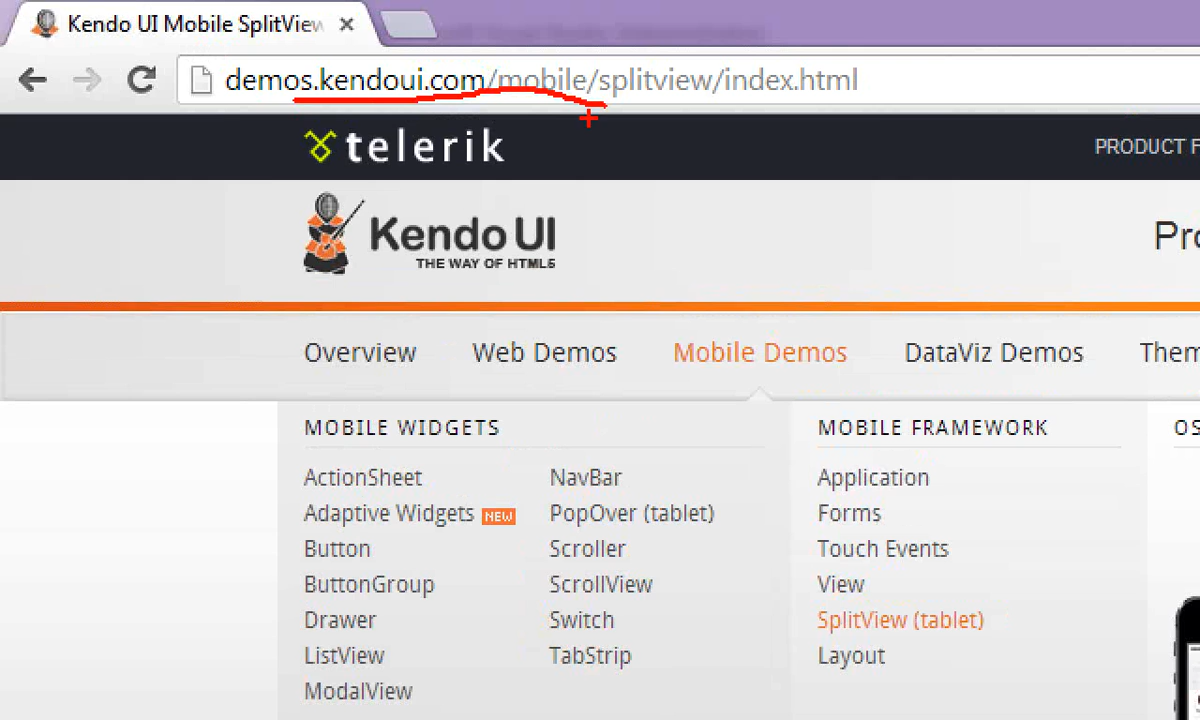 Kendo UI Mobile SplitView
demos.kendoui.com/mobile/splitview/index.html
telerik
PRODUCT F
Kendo UI
THE WAY OF HTML5
Pro
Overview
Web Demos
Mobile Demos
DataViz Demos
Them
MOBILE WIDGETS
ActionSheet
Adaptive Widgets NEW
Button
ButtonGroup
Drawer
ListView
ModalView
NavBar
PopOver (tablet)
Scroller
ScrollView
Switch
TabStrip
MOBILE FRAMEWORK
Application
Forms
Touch Events
View
SplitView (tablet)
Layout
OS